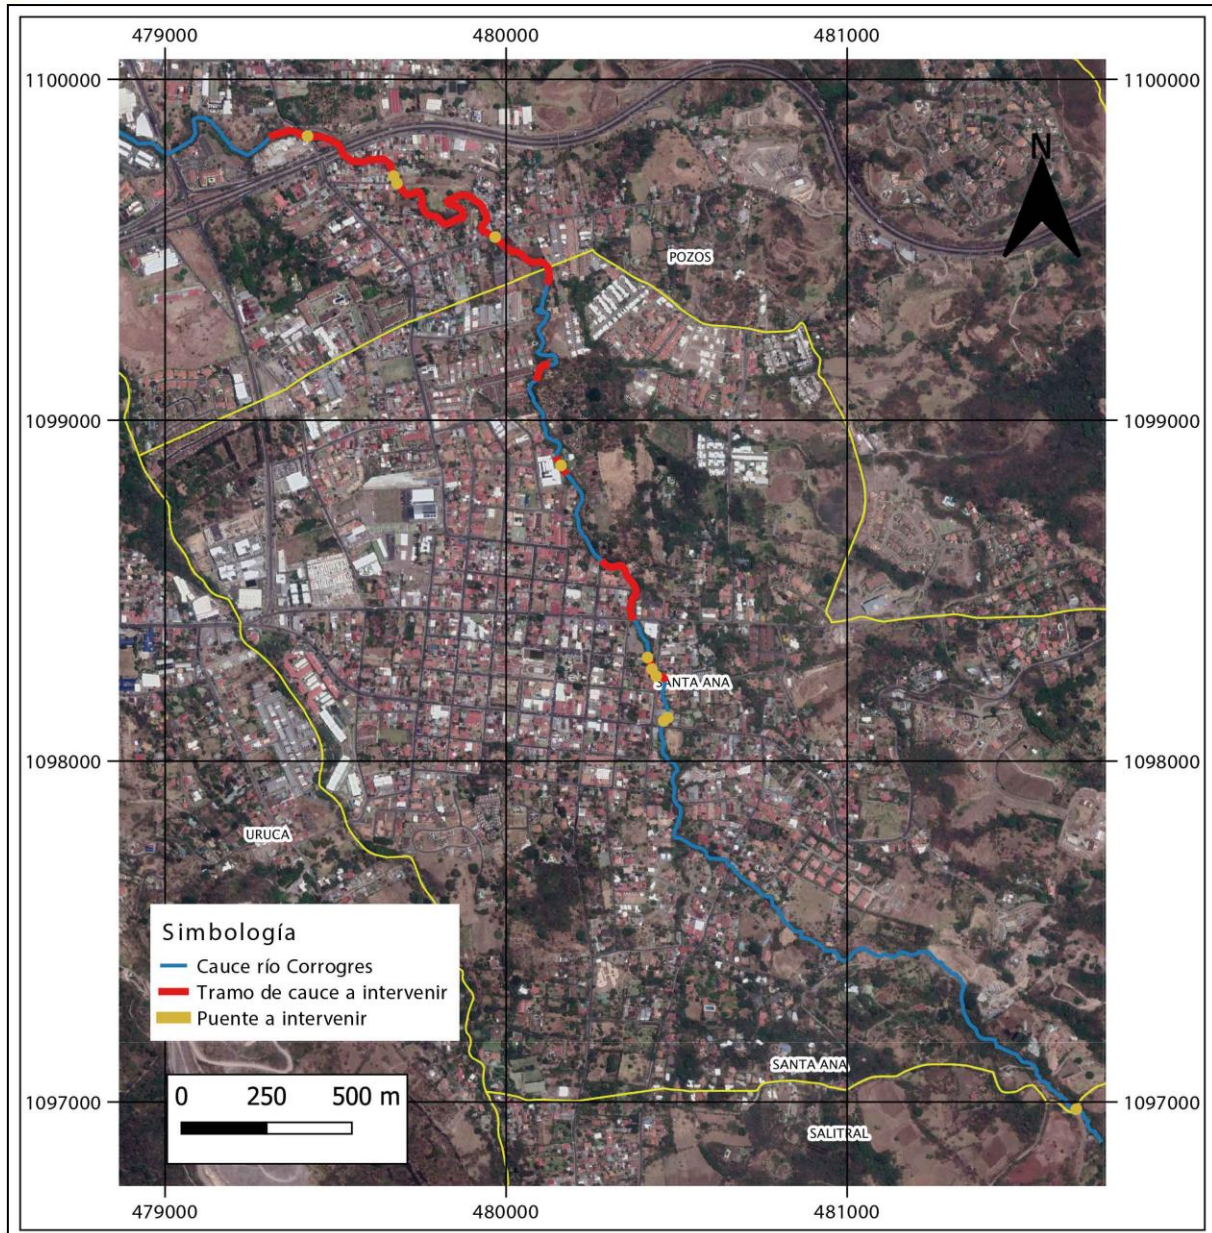 479000 480000 481000
1100000 1100000
N
POZOS
1099000 1099000
SANTA ANA
1098000 1098000
URUCA
Simbología
Cauce río Corrogres
Tramo de cauce a intervenir
Puente a intervenir
SANTA ANA
0 250 500 m
1097000 1097000
SALITRAL
479000 480000 481000